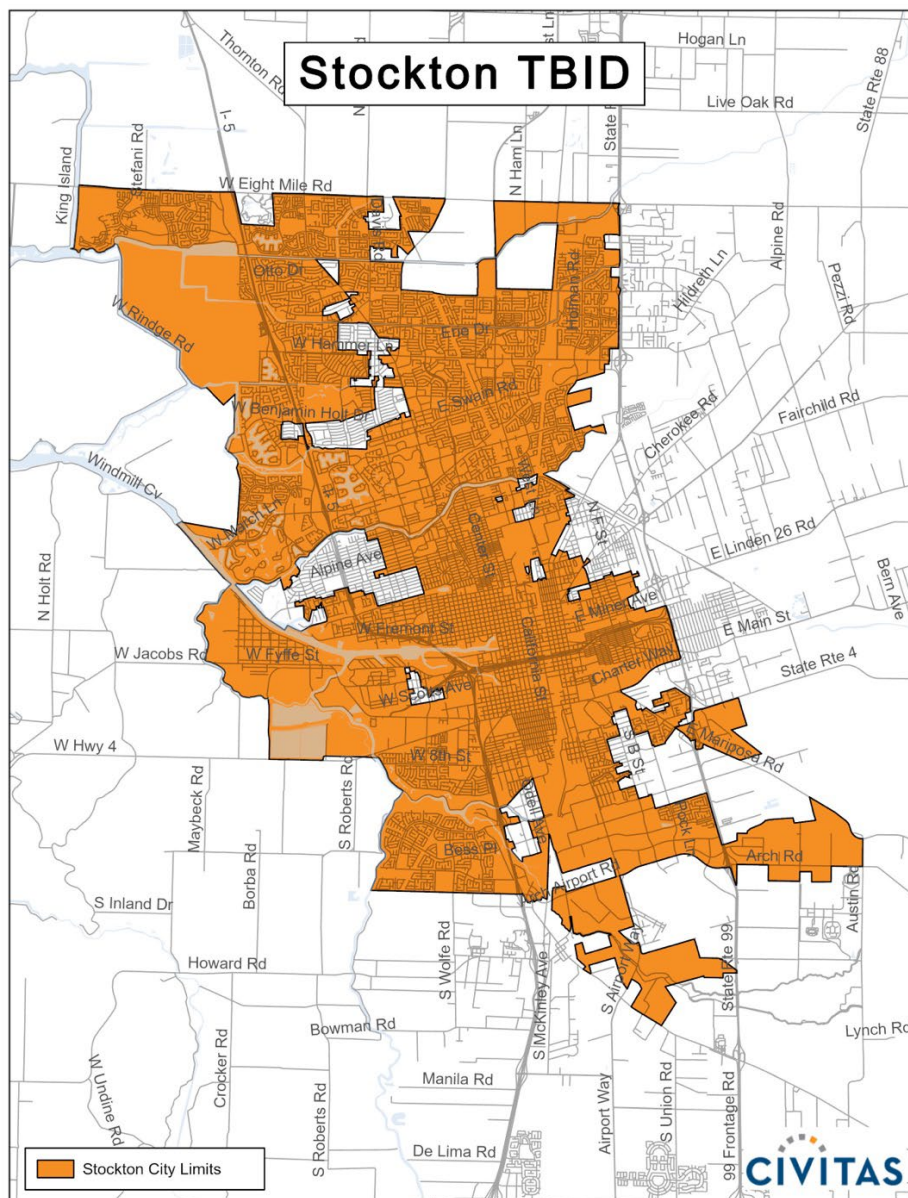 Stockton TBID
Hogan Ln
Thornton Rd
State Rte 88
Live Oak Rd
I- 5
N Ham Ln
W Eight Mile Rd
King Island
Alpine Rd
Otto Dr
Hildreth Ln
Pezzi Rd
Holman Rd
W Rindge Rd
Erie Dr
W Hammer Ln
E Swain Rd
W Benjamin Holt Dr
Cherokee Rd
Fairchild Rd
Windmill Cv
I- 5
W March Ln
N F St
Center St
E Linden 26 Rd
Alpine Ave
N Holt Rd
Bern Ave
E Miner Ave
E Main St
W Fremont St
California St
W Jacobs Rd
W Fyffe St
Charter Way
State Rte 4
W Scotts Ave
E Mariposa Rd
W Hwy 4
W 8th St
S B St
Maybeck Rd
S Roberts Rd
Odell Ave
Borba Rd
Bess Pl
Pock Ln
Arch Rd
Arch Airport Rd
Austin Rd
S Inland Dr
S Wolfe Rd
State Rte 99
Howard Rd
S McKinley Ave
S Airport Way
Bowman Rd
Lynch Rd
Crocker Rd
W Undine Rd
Manila Rd
S Roberts Rd
Airport Way
S Union Rd
99 Frontage Rd
De Lima Rd
Stockton City Limits
CIVITAS